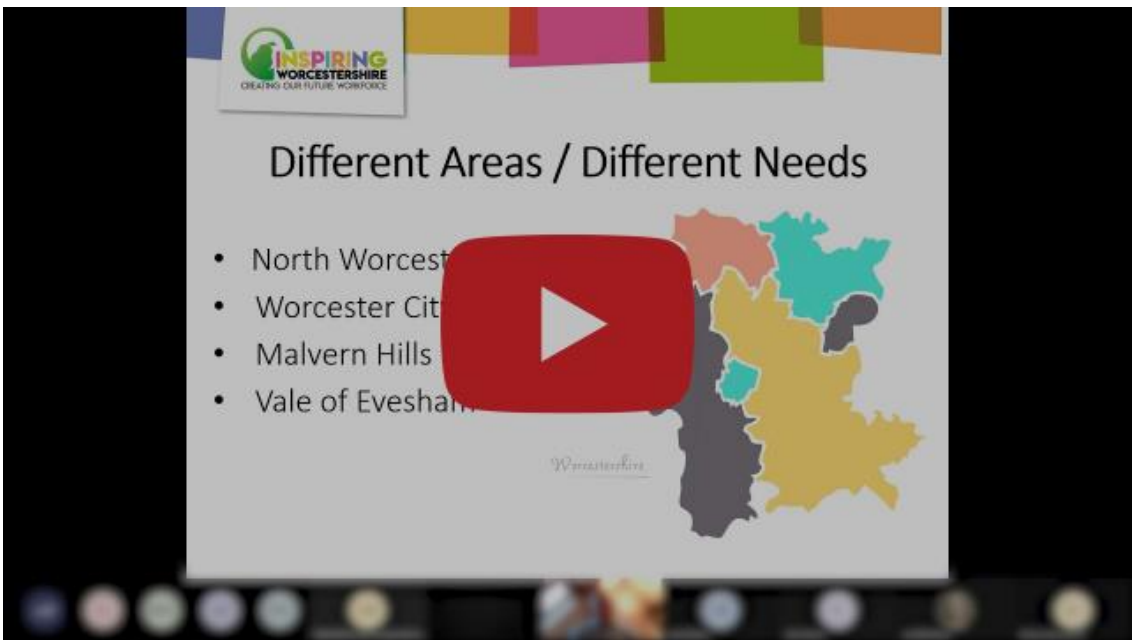 INSPIRING
WORCESTERSHIRE
CREATING OUR FUTURE WORKFORCE
Different Areas / Different Needs
• North Worcest
• Worcester Cit
• Malvern Hills
• Vale of Evesham
Worcestershire